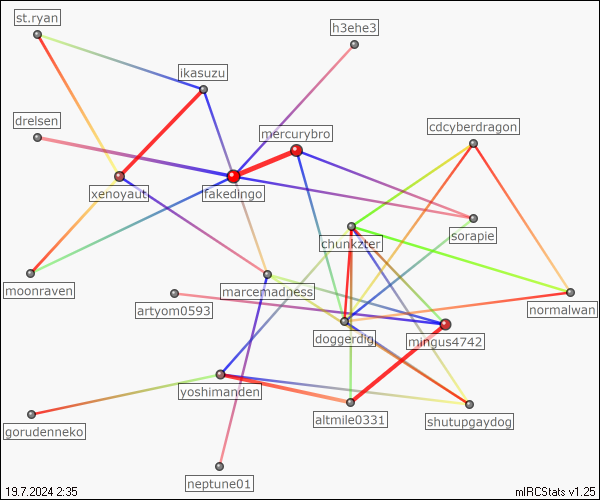 st.ryan
h3ehe3
ikasuzu
drelsen
mercurybro
cdcyberdragon
xenoyaut
fakedingo
sorapie
chunkzter
moonraven
marcemadness
artyom0593
normalwan
doggerdig
mingus4742
yoshimanden
altmile0331
shutupgaydog
gorudenneko
neptune01
19.7.2024 2:35
mIRCStats v1.25